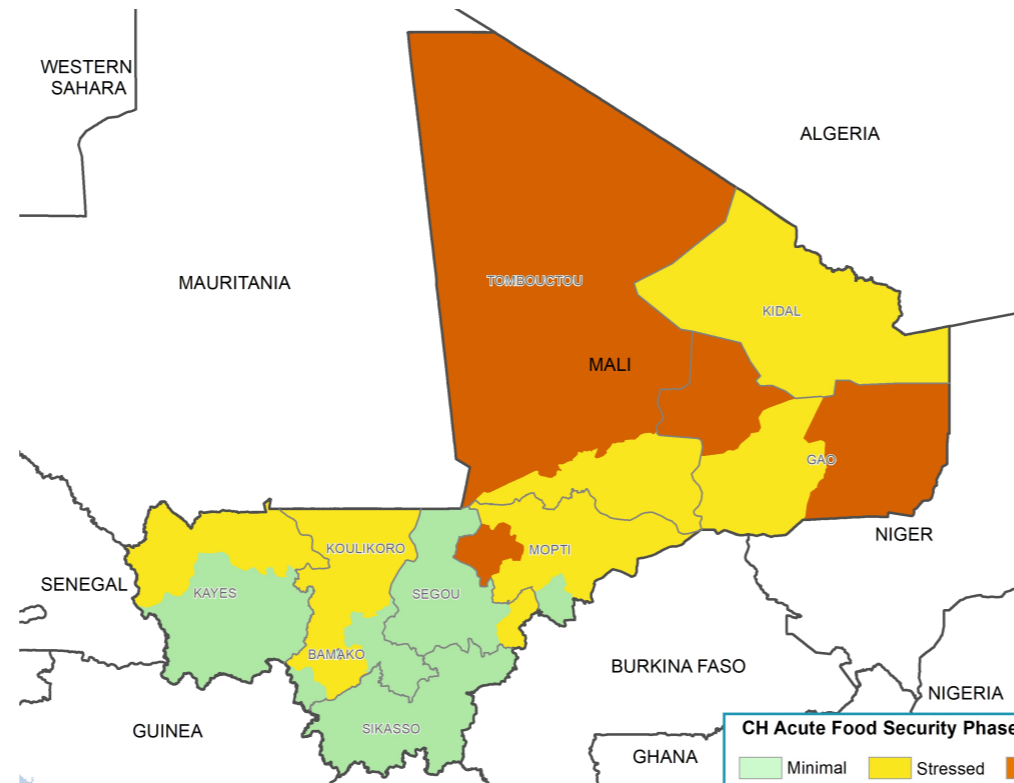 WESTERN
SAHARA
ALGERIA
MAURITANIA
TOMBOUCTOU
KIDAL
MALI
GAO
NIGER
KOULIKORO
MOPTI
SENEGAL
KAYES
SEGOU
BAMAKO
BURKINA FASO
NIGERIA
GUINEA
SIKASSO
GHANA
CH Acute Food Security Phase
Minimal
Stressed